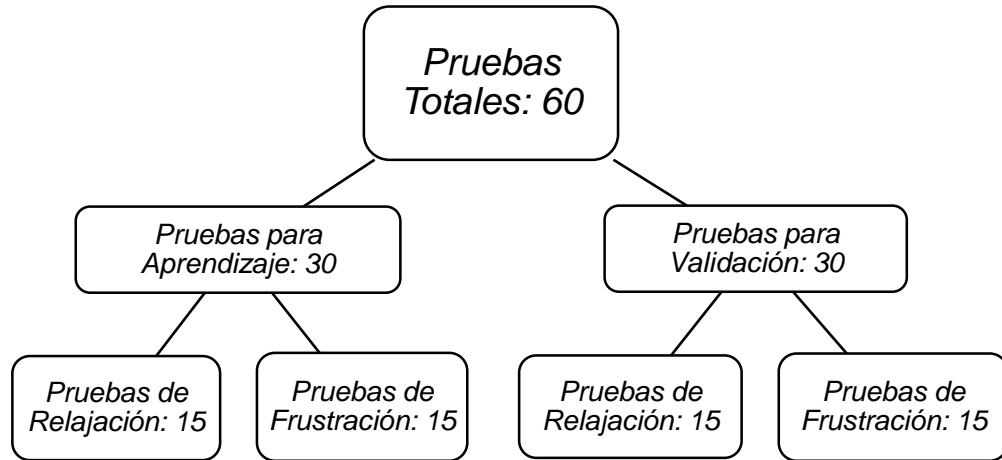 Pruebas
Totales: 60
Pruebas para
Aprendizaje: 30
Pruebas para
Validación: 30
Pruebas de
Relajación: 15
Pruebas de
Frustración: 15
Pruebas de
Relajación: 15
Pruebas de
Frustración: 15